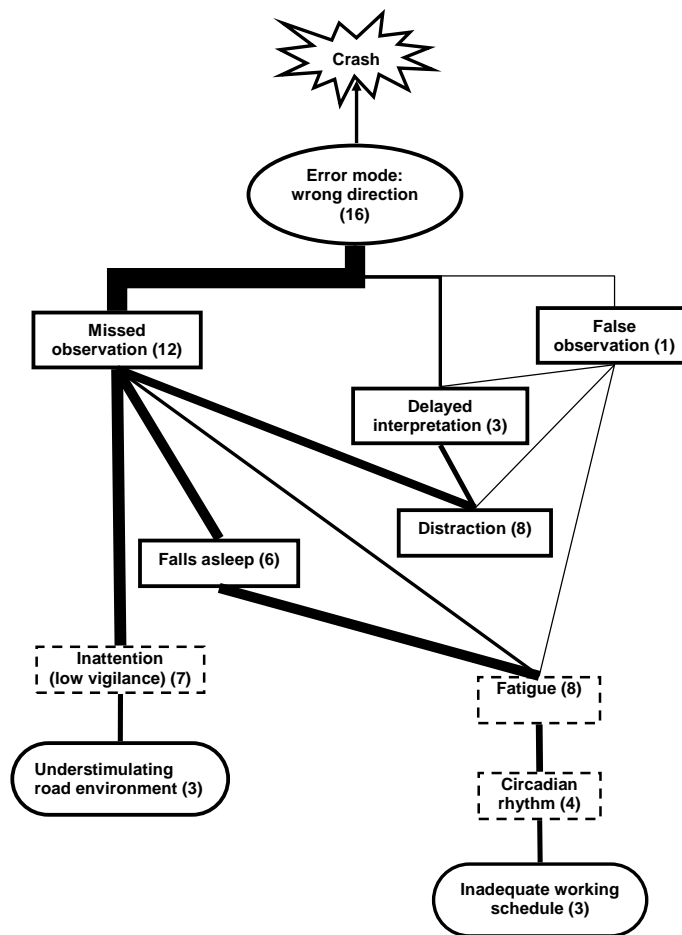 Crash
Error mode:
wrong direction
(16)
Missed
observation (12)
False
observation (1)
Delayed
interpretation (3)
Distraction (8)
Falls asleep (6)
Inattention
(low vigilance) (7)
Fatigue (8)
Understimulating
road environment (3)
Circadian
rhythm (4)
Inadequate working
schedule (3)